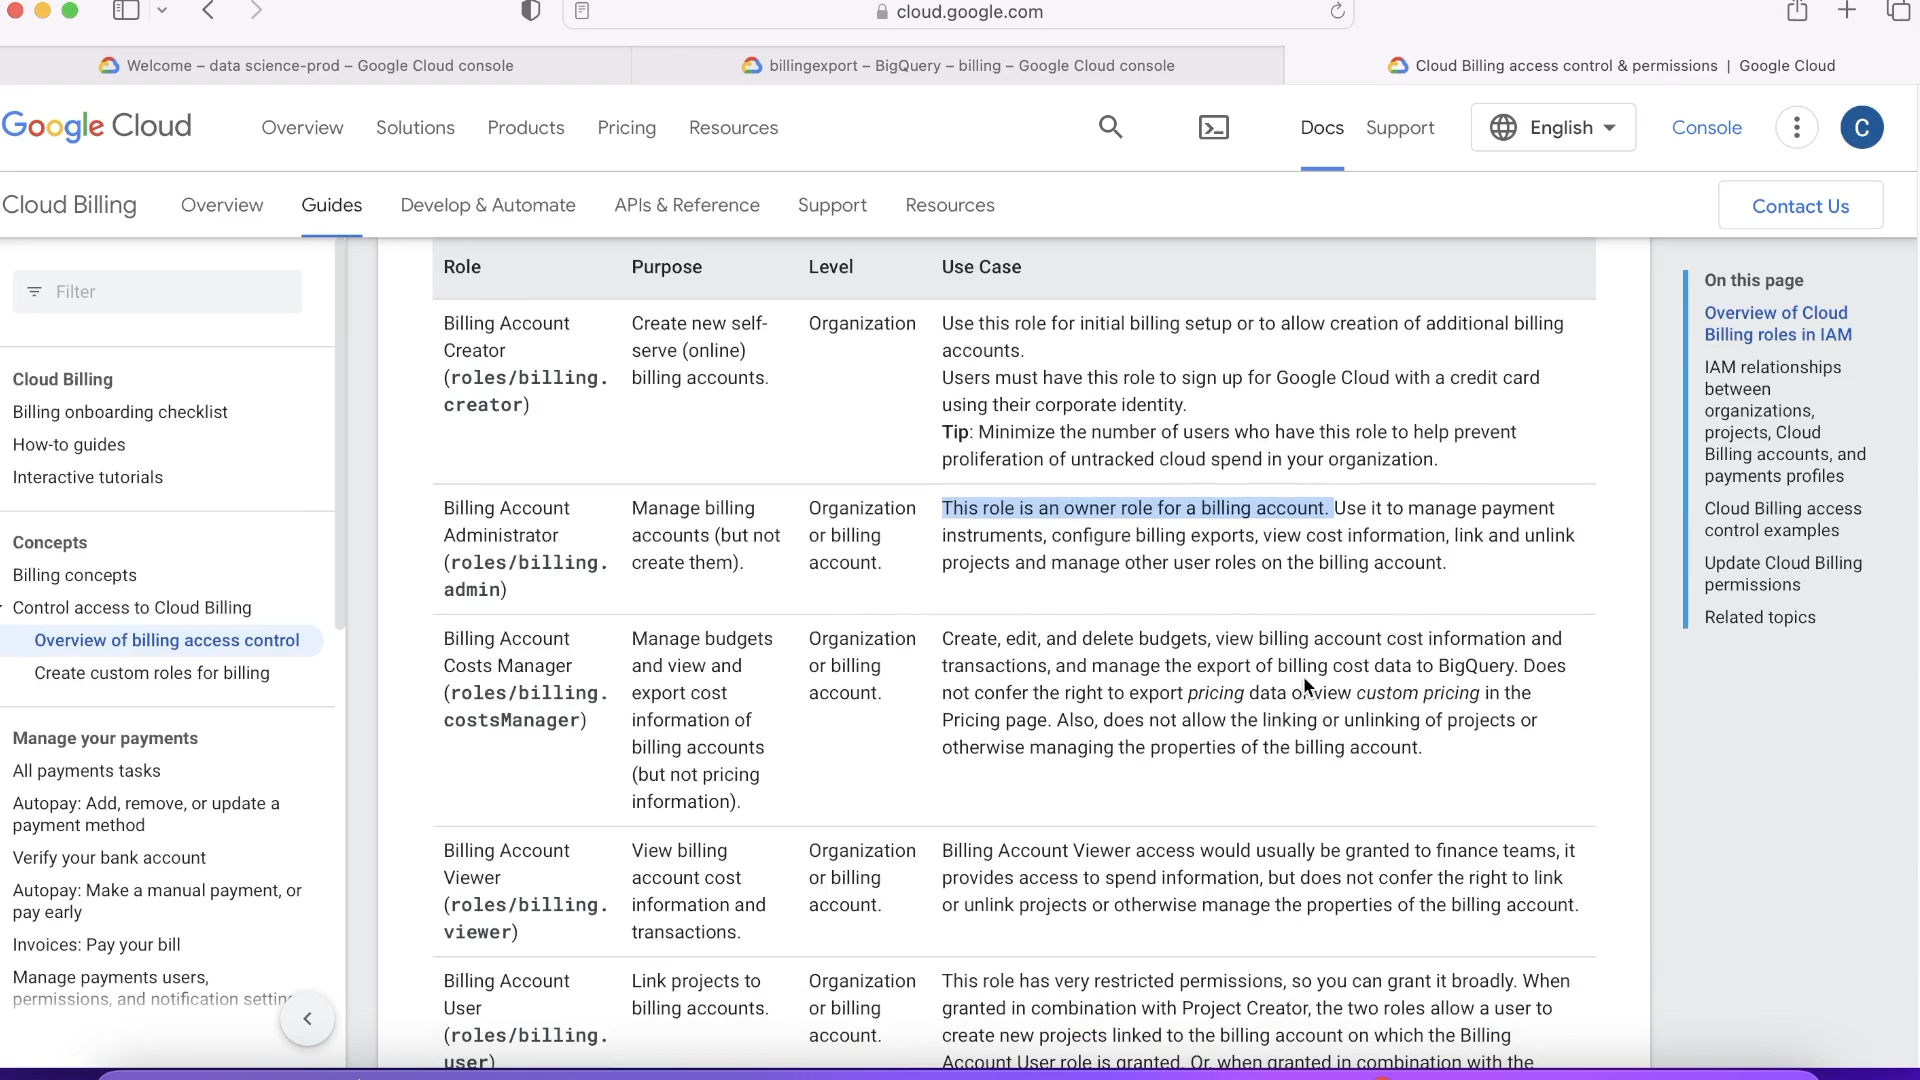 cloud.google.com
Welcome – data science-prod – Google Cloud console
billingexport – BigQuery – billing – Google Cloud console
Cloud Billing access control & permissions | Google Cloud
Google Cloud
Overview
Solutions
Products
Pricing
Resources
Docs
Support
English
Console
C
Cloud Billing
Overview
Guides
Develop & Automate
APIs & Reference
Support
Resources
Contact Us
Filter
Cloud Billing
Billing onboarding checklist
How-to guides
Interactive tutorials
Concepts
Billing concepts
Control access to Cloud Billing
Overview of billing access control
Create custom roles for billing
Manage your payments
All payments tasks
Autopay: Add, remove, or update a
payment method
Verify your bank account
Autopay: Make a manual payment, or
pay early
Invoices: Pay your bill
Manage payments users,
permissions, and notification settin
Role
Purpose
Level
Use Case
Billing Account
Creator
(roles/billing.
creator)
Create new self-
serve (online)
billing accounts.
Organization
Use this role for initial billing setup or to allow creation of additional billing
accounts.
Users must have this role to sign up for Google Cloud with a credit card
using their corporate identity.
Tip: Minimize the number of users who have this role to help prevent
proliferation of untracked cloud spend in your organization.
Billing Account
Administrator
(roles/billing.
admin)
Manage billing
accounts (but not
create them).
Organization
or billing
account.
This role is an owner role for a billing account. Use it to manage payment
instruments, configure billing exports, view cost information, link and unlink
projects and manage other user roles on the billing account.
Billing Account
Costs Manager
(roles/billing.
costsManager)
Manage budgets
and view and
export cost
information of
billing accounts
(but not pricing
information).
Organization
or billing
account.
Create, edit, and delete budgets, view billing account cost information and
transactions, and manage the export of billing cost data to BigQuery. Does
not confer the right to export pricing data or view custom pricing in the
Pricing page. Also, does not allow the linking or unlinking of projects or
otherwise managing the properties of the billing account.
Billing Account
Viewer
(roles/billing.
viewer)
View billing
account cost
information and
transactions.
Organization
or billing
account.
Billing Account Viewer access would usually be granted to finance teams, it
provides access to spend information, but does not confer the right to link
or unlink projects or otherwise manage the properties of the billing account.
Billing Account
User
(roles/billing.
user)
Link projects to
billing accounts.
Organization
or billing
account.
This role has very restricted permissions, so you can grant it broadly. When
granted in combination with Project Creator, the two roles allow a user to
create new projects linked to the billing account on which the Billing
Account User role is granted. Or, when granted in combination with the
On this page
Overview of Cloud
Billing roles in IAM
IAM relationships
between
organizations,
projects, Cloud
Billing accounts, and
payments profiles
Cloud Billing access
control examples
Update Cloud Billing
permissions
Related topics